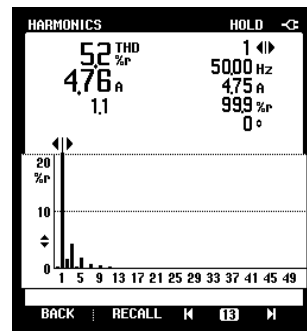 HARMONICS HOLD
5.2 THD %r
4.76 A
1.1
1
50.00 Hz
4.75 A
99.9 %r
0°
20
%r
10
0
1 5 9 13 17 21 25 29 33 37 41 45 49
BACK RECALL 13